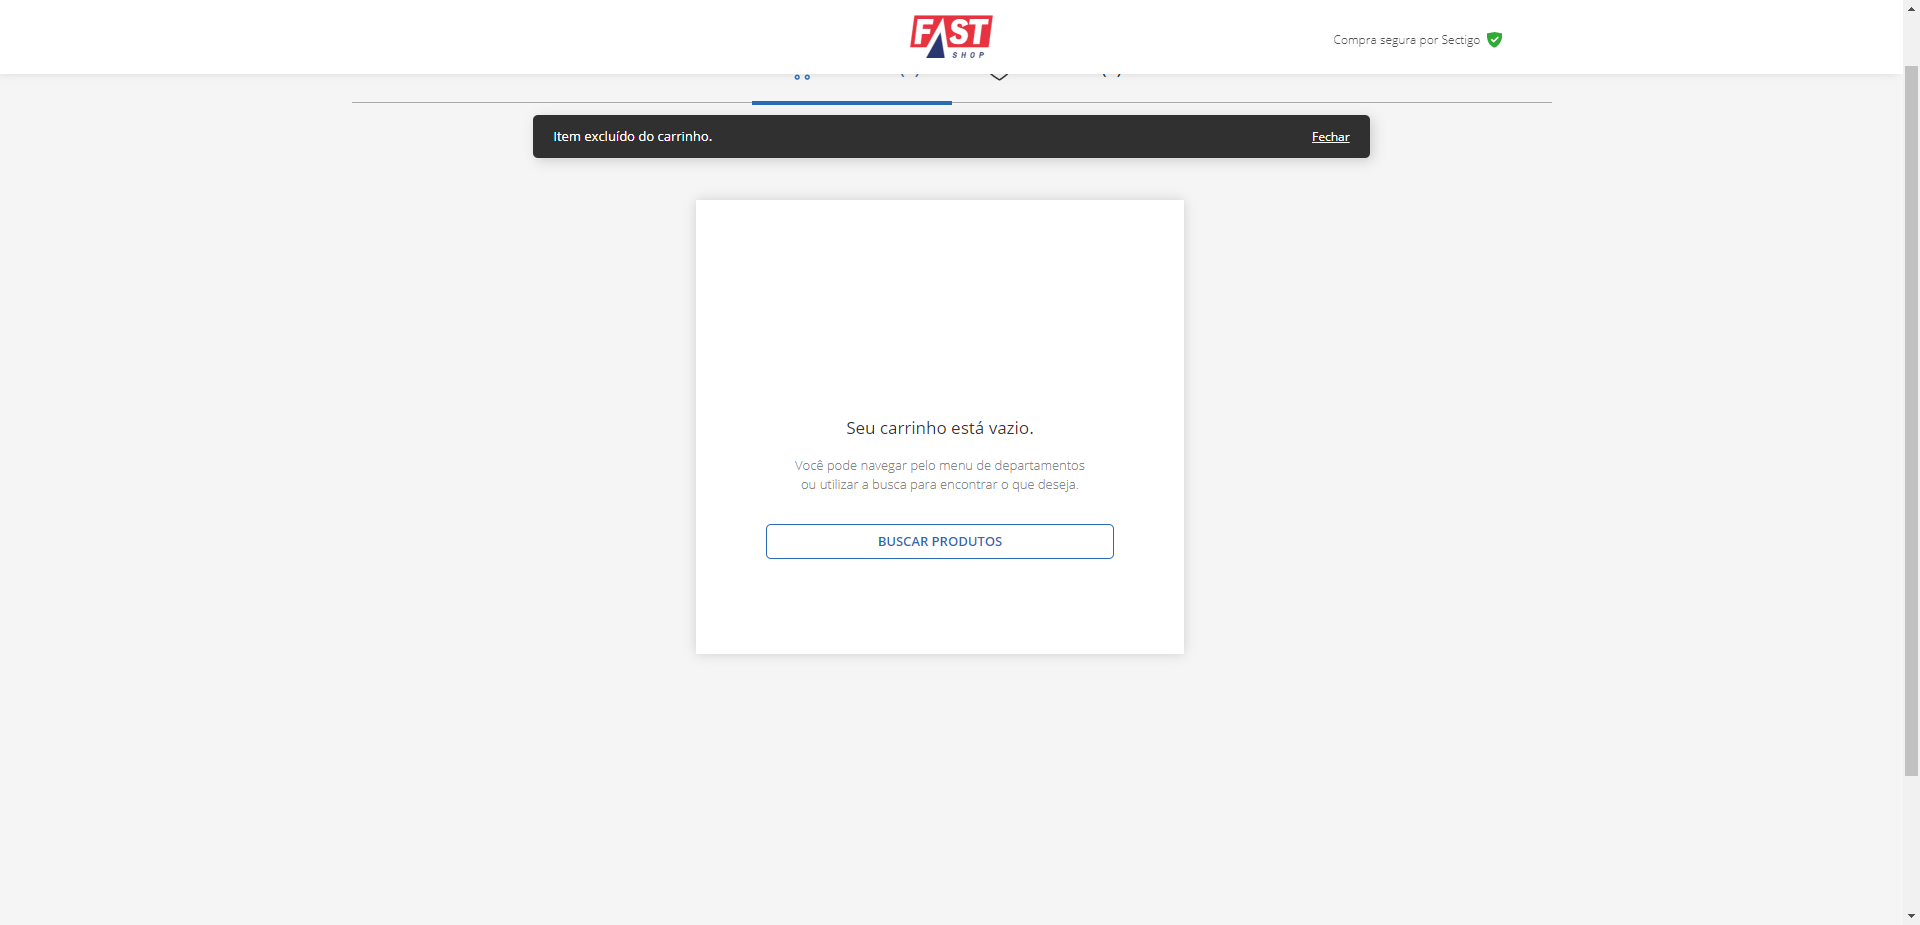 FAST
SHOP
Compra segura por Sectigo
Item excluído do carrinho.
Fechar
Seu carrinho está vazio.
Você pode navegar pelo menu de departamentos
ou utilizar a busca para encontrar o que deseja.
BUSCAR PRODUTOS